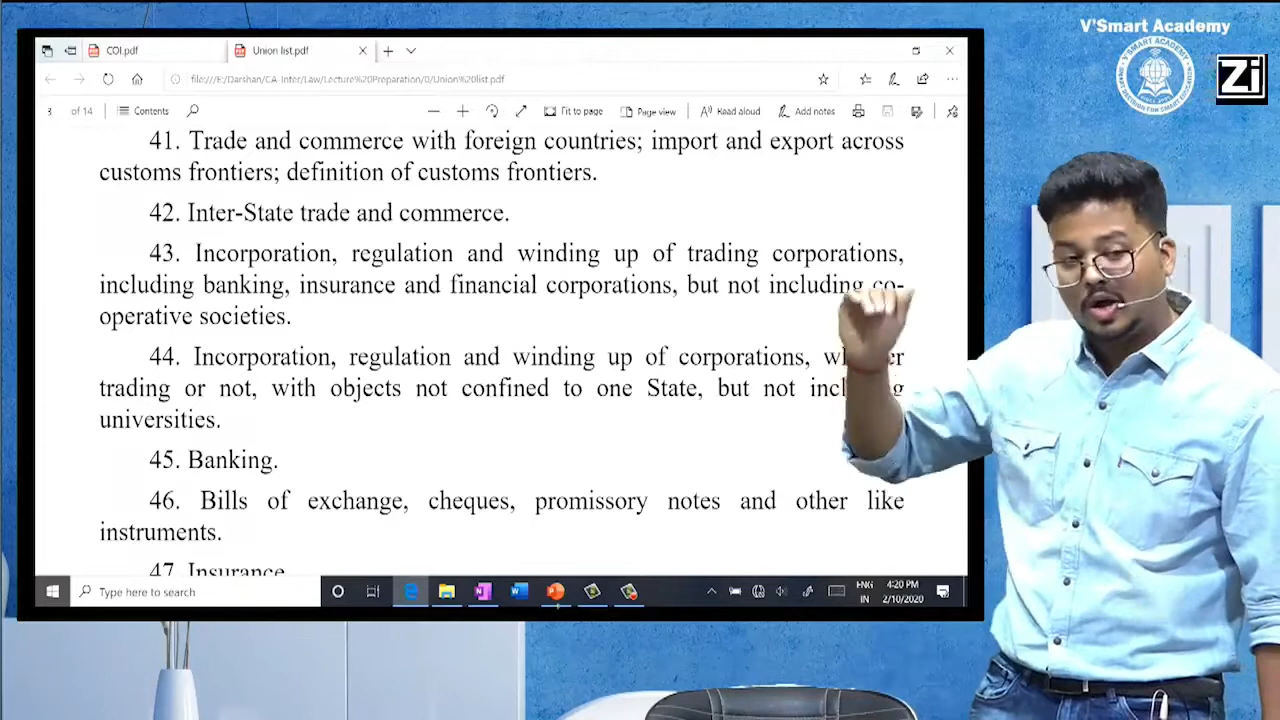 V'Smart Academy
COI.pdf
Union list.pdf
file:///E:/Darshan/CA-Inter/Law/Lecture%20Preparation/0/Union%20list.pdf
3 of 14 Contents Fit to page Page view Read aloud Add notes
41. Trade and commerce with foreign countries; import and export across
customs frontiers; definition of customs frontiers.
42. Inter-State trade and commerce.
43. Incorporation, regulation and winding up of trading corporations,
including banking, insurance and financial corporations, but not including co-
operative societies.
44. Incorporation, regulation and winding up of corporations,
trading or not, with objects not confined to one State, but not
universities.
45. Banking.
46. Bills of exchange, cheques, promissory notes and other like
instruments.
47. Insurance
Type here to search
ENG 4:20 PM
IN 2/10/2020
V'SMART ACADEMY
Zi